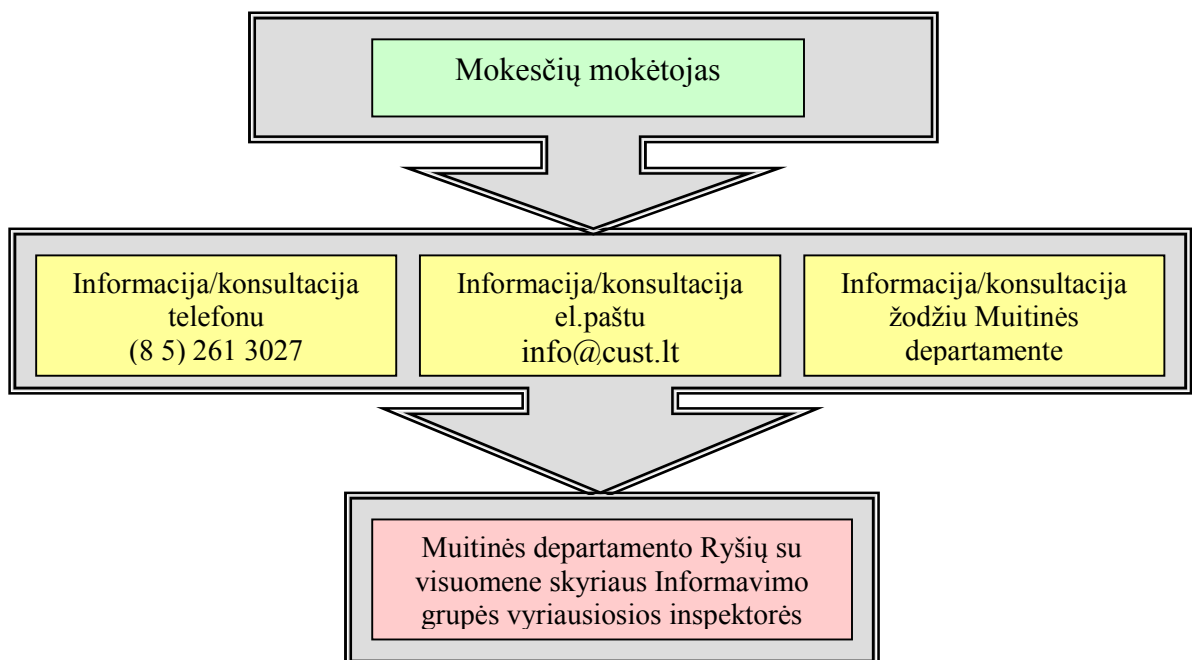 Mokesčių mokėtojas
Informacija/konsultacija
telefonu
(8 5) 261 3027
Informacija/konsultacija
el.paštu
info@cust.lt
Informacija/konsultacija
žodžiu Muitinės
departamente
Muitinės departamento Ryšių su
visuomene skyriaus Informavimo
grupės vyriausiosios inspektorės